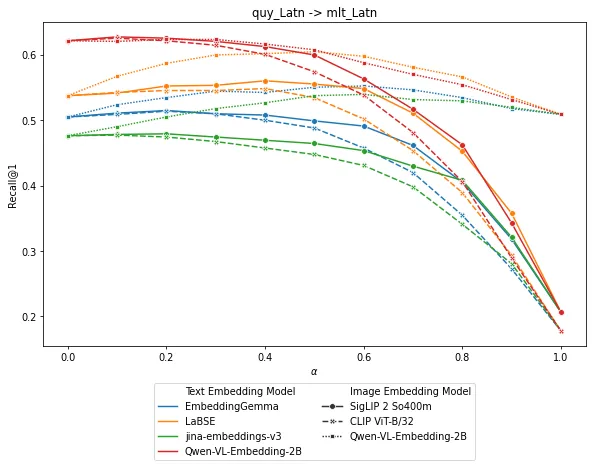 quy_Latn -> mlt_Latn
Recall@1
0.6
0.5
0.4
0.3
0.2
0.0 0.2 0.4 0.6 0.8 1.0
α
Text Embedding Model Image Embedding Model
EmbeddingGemma SigLIP 2 So400m
LaBSE CLIP ViT-B/32
jina-embeddings-v3 Qwen-VL-Embedding-2B
Qwen-VL-Embedding-2B